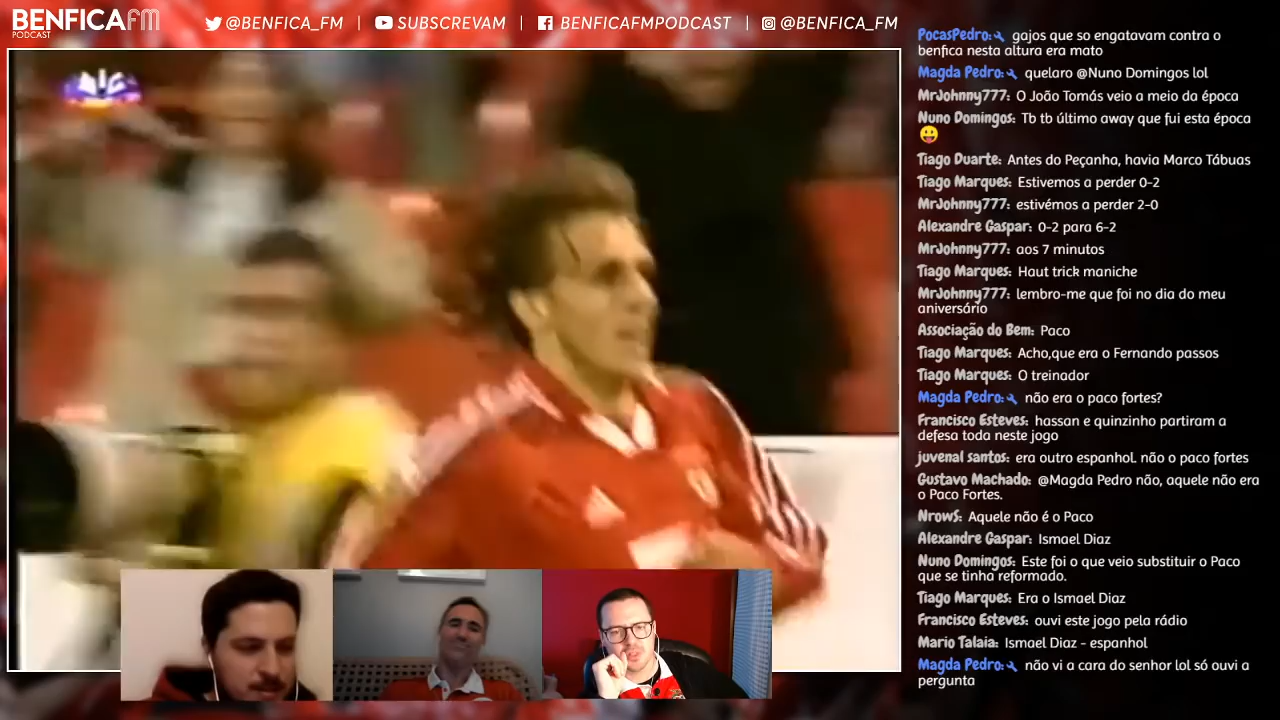 BENFICAFM
PODCAST
@BENFICA_FM | SUBSCREVAM | BENFICAFMPODCAST | @BENFICA_FM
PocasPedro: gajos que so engatavam contra o
benfica nesta altura era mato
Magda Pedro: quelaro @Nuno Domingos lol
MrJohnny777: O João Tomás veio a meio da época
Nuno Domingos: Tb tb último away que fui esta época
😛
Tiago Duarte: Antes do Peçanha, havia Marco Tábuas
Tiago Marques: Estivemos a perder 0-2
MrJohnny777: estivémos a perder 2-0
Alexandre Gaspar: 0-2 para 6-2
MrJohnny777: aos 7 minutos
Tiago Marques: Haut trick maniche
MrJohnny777: lembro-me que foi no dia do meu
aniversário
Associação do Bem: Paco
Tiago Marques: Acho,que era o Fernando passos
Tiago Marques: O treinador
Magda Pedro: não era o paco fortes?
Francisco Esteves: hassan e quinzinho partiram a
defesa toda neste jogo
juvenal santos: era outro espanhol. não o paco fortes
Gustavo Machado: @Magda Pedro não, aquele não era
o Paco Fortes.
NrowS: Aquele não é o Paco
Alexandre Gaspar: Ismael Diaz
Nuno Domingos: Este foi o que veio substituir o Paco
que se tinha reformado.
Tiago Marques: Era o Ismael Diaz
Francisco Esteves: ouvi este jogo pela rádio
Mario Talaia: Ismael Diaz - espanhol
Magda Pedro: não vi a cara do senhor lol só ouvi a
pergunta